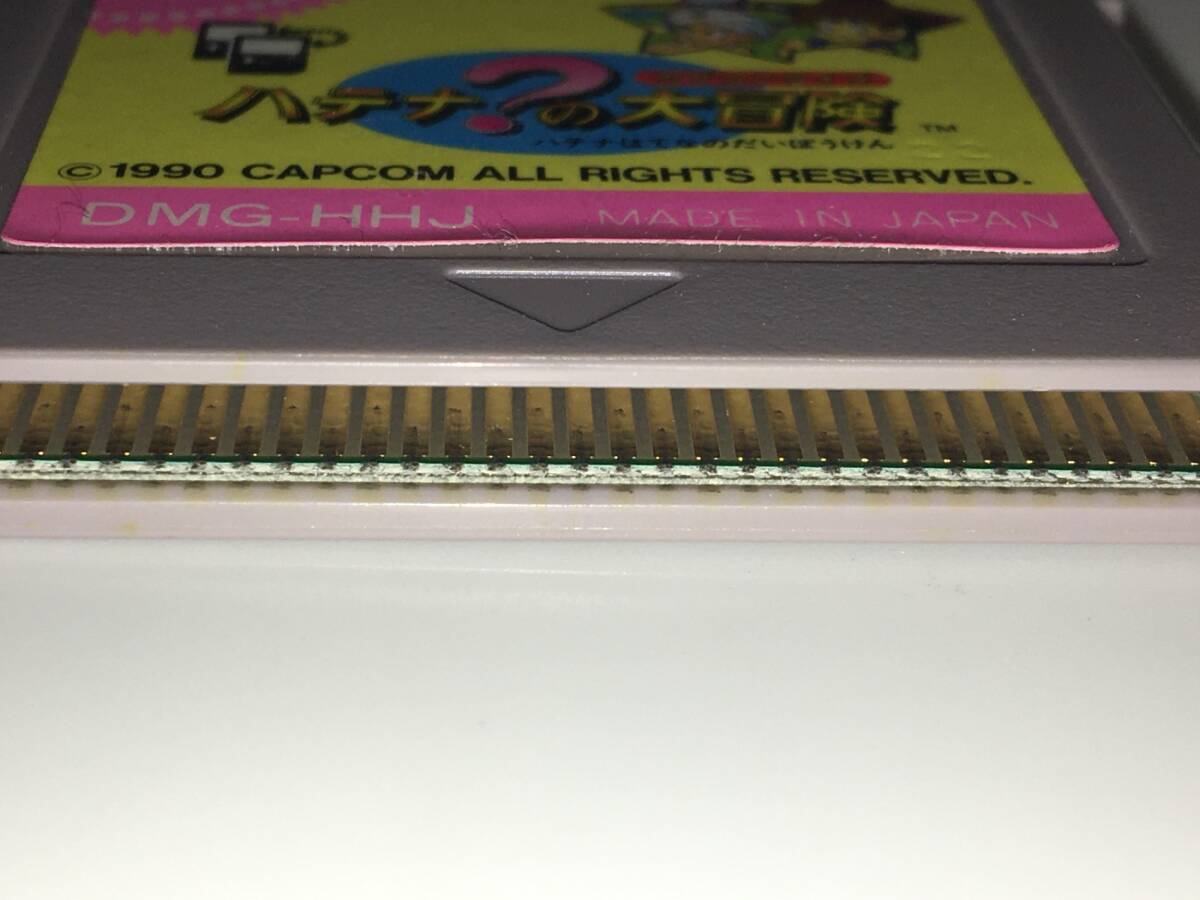 ハテナ?の大冒険 ™
ハテナはてなのだいぼうけん
©1990 CAPCOM ALL RIGHTS RESERVED.
DMG-HHJ MADE IN JAPAN